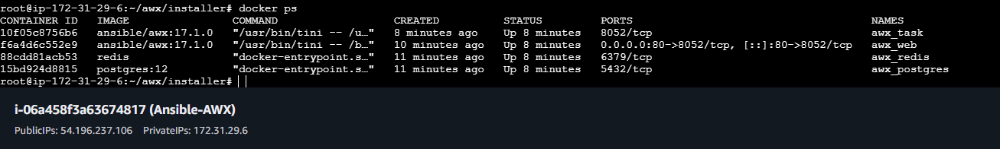 root@ip-172-31-29-6:~/awx/installer# docker ps
CONTAINER ID   IMAGE                COMMAND                  CREATED          STATUS         PORTS                                     NAMES
10f05c8756b6   ansible/awx:17.1.0   "/usr/bin/tini -- /u…"   8 minutes ago    Up 8 minutes   8052/tcp                                  awx_task
f6a4d6c552e9   ansible/awx:17.1.0   "/usr/bin/tini -- /b…"   10 minutes ago   Up 8 minutes   0.0.0.0:80->8052/tcp, [::]:80->8052/tcp   awx_web
88cdd81acb53   redis                "docker-entrypoint.s…"   11 minutes ago   Up 8 minutes   6379/tcp                                  awx_redis
15bd924d8815   postgres:12          "docker-entrypoint.s…"   11 minutes ago   Up 8 minutes   5432/tcp                                  awx_postgres
root@ip-172-31-29-6:~/awx/installer#
i-06a458f3a63674817 (Ansible-AWX)
PublicIPs: 54.196.237.106 PrivateIPs: 172.31.29.6